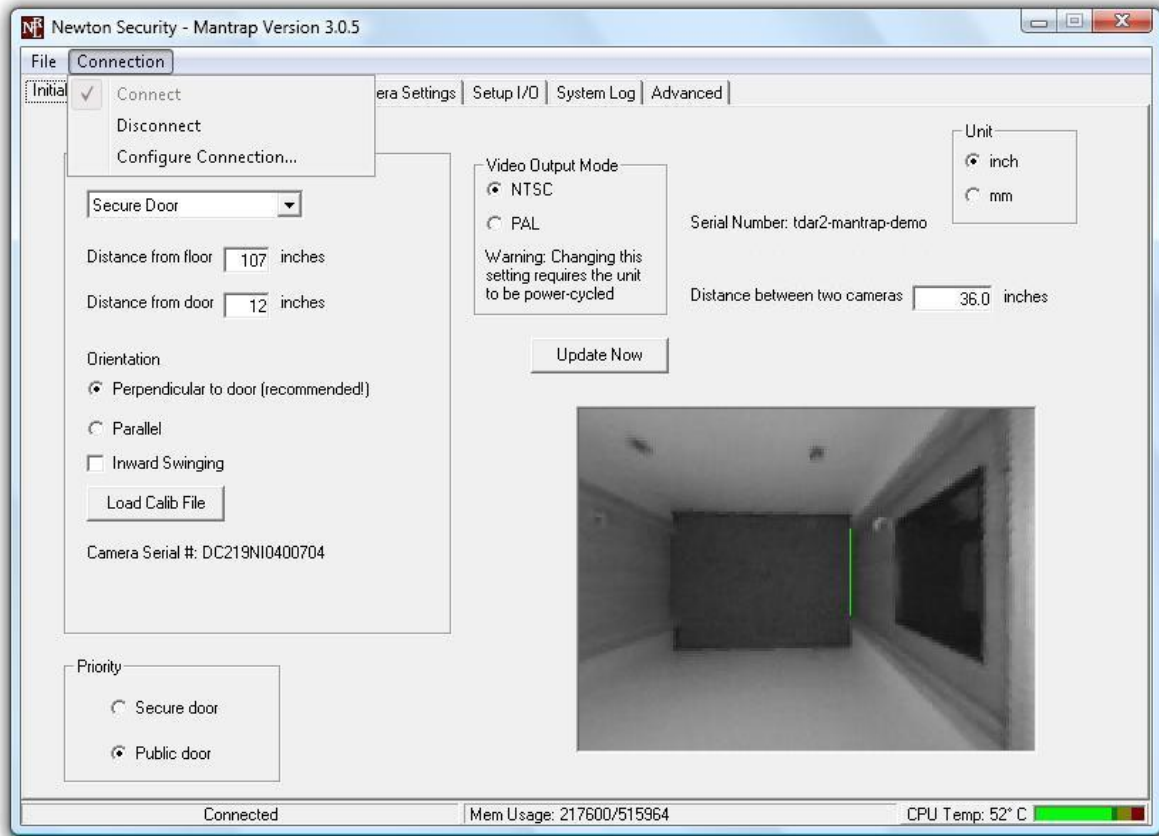 Newton Security - Mantrap Version 3.0.5
File Connection
Initial
Connect
Disconnect
Configure Connection...
era Settings Setup I/O System Log Advanced
Secure Door
Distance from floor 107 inches
Distance from door 12 inches
Orientation
Perpendicular to door (recommended!)
Parallel
Inward Swinging
Load Calib File
Camera Serial #: DC219NI0400704
Priority
Secure door
Public door
Video Output Mode
NTSC
PAL
Warning: Changing this
setting requires the unit
to be power-cycled
Update Now
Unit
inch
mm
Serial Number: tdar2-mantrap-demo
Distance between two cameras 36.0 inches
Connected Mem Usage: 217600/515964 CPU Temp: 52° C